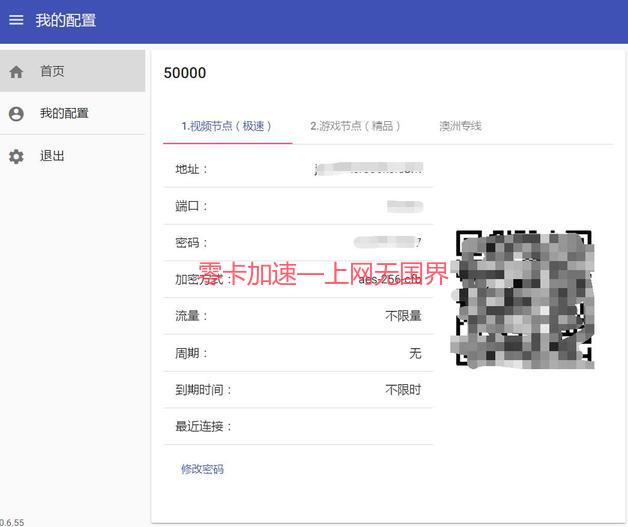 我的配置
首页
我的配置
退出
50000
1.视频节点（极速） 2.游戏节点（精品） 澳洲专线
地址：
端口：
密码： 7
零卡加速—上网无国界
加密方式： aes-256-cfb
流量： 不限量
周期： 无
到期时间： 不限时
最近连接：
修改密码
0.6.55